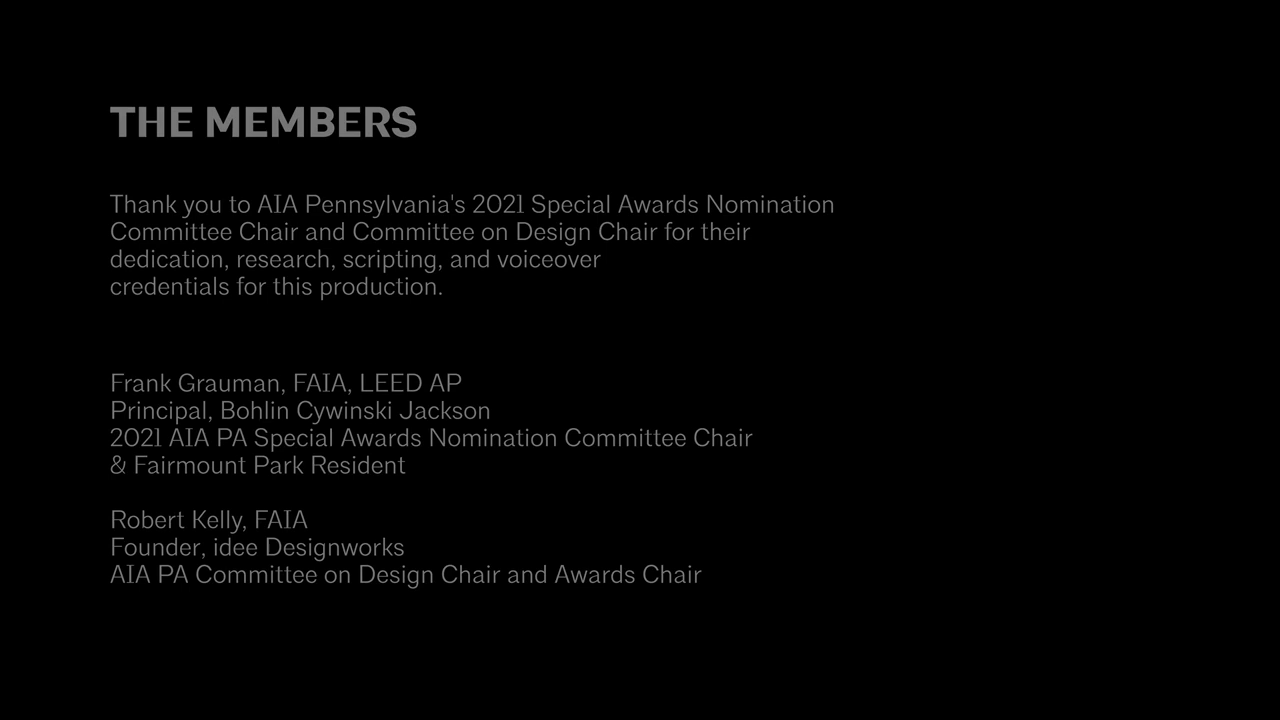 THE MEMBERS
Thank you to AIA Pennsylvania's 2021 Special Awards Nomination
Committee Chair and Committee on Design Chair for their
dedication, research, scripting, and voiceover
credentials for this production.
Frank Grauman, FAIA, LEED AP
Principal, Bohlin Cywinski Jackson
2021 AIA PA Special Awards Nomination Committee Chair
& Fairmount Park Resident
Robert Kelly, FAIA
Founder, idee Designworks
AIA PA Committee on Design Chair and Awards Chair